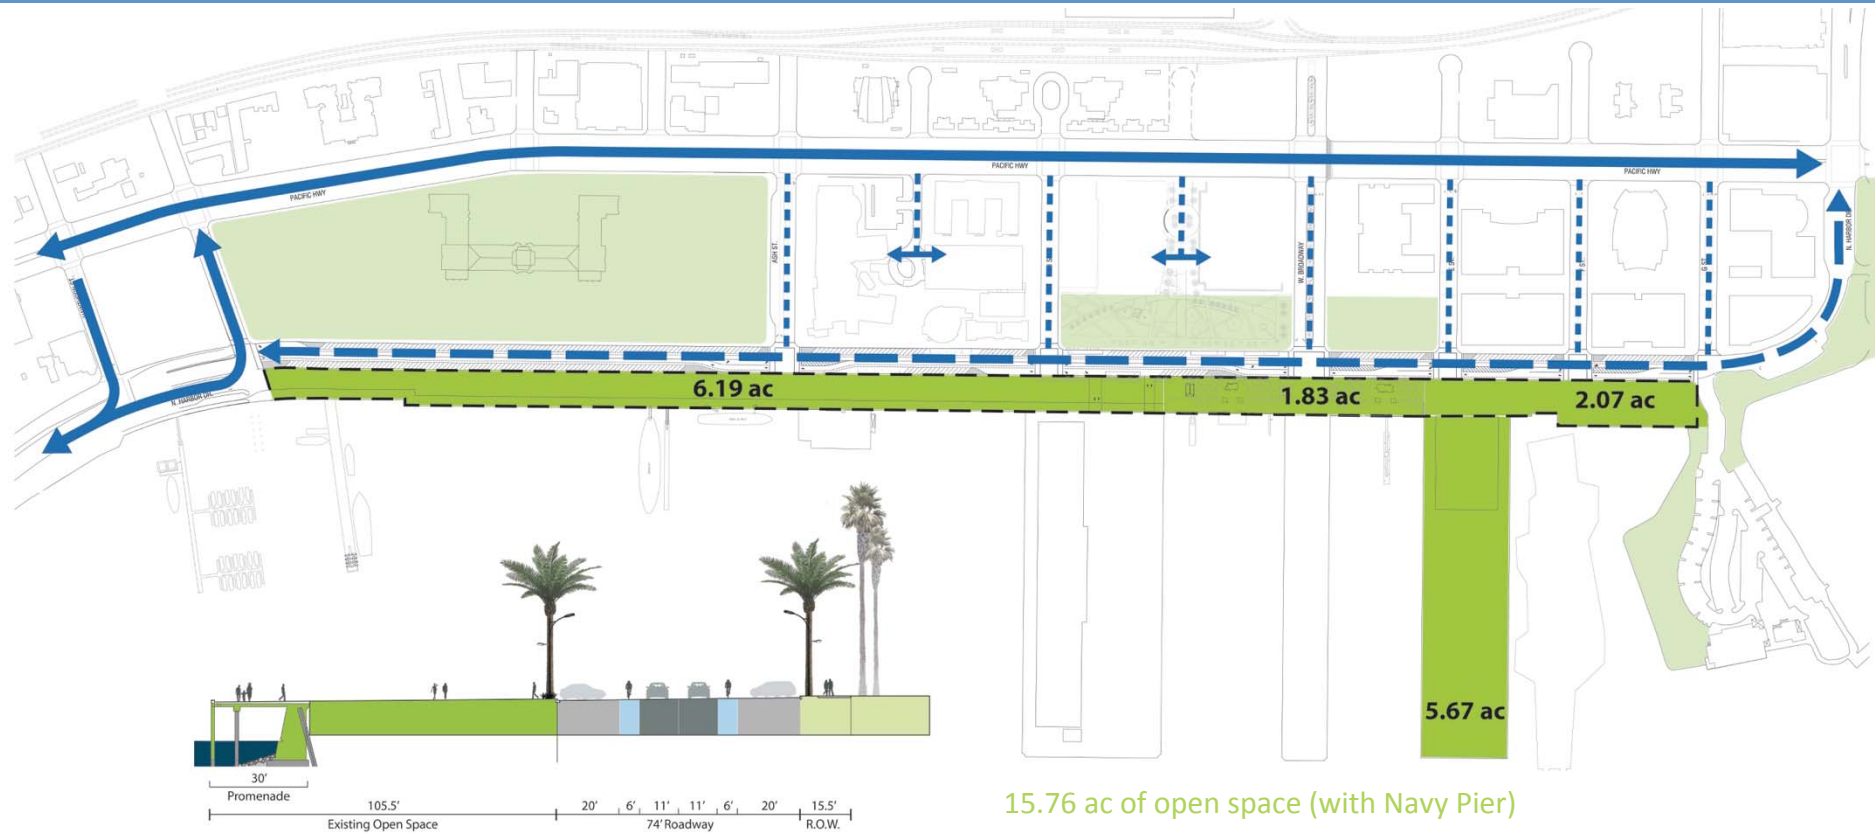 PACIFIC HWY
PACIFIC HWY
PACIFIC HWY
ASH ST.
W. BROADWAY
G ST.
N. HARBOR DR
N. HARBOR DR.
6.19 ac
1.83 ac
2.07 ac
5.67 ac
30'
Promenade
105.5'
20'
6'
11'
11'
6'
20'
15.5'
Existing Open Space
74' Roadway
R.O.W.
15.76 ac of open space (with Navy Pier)